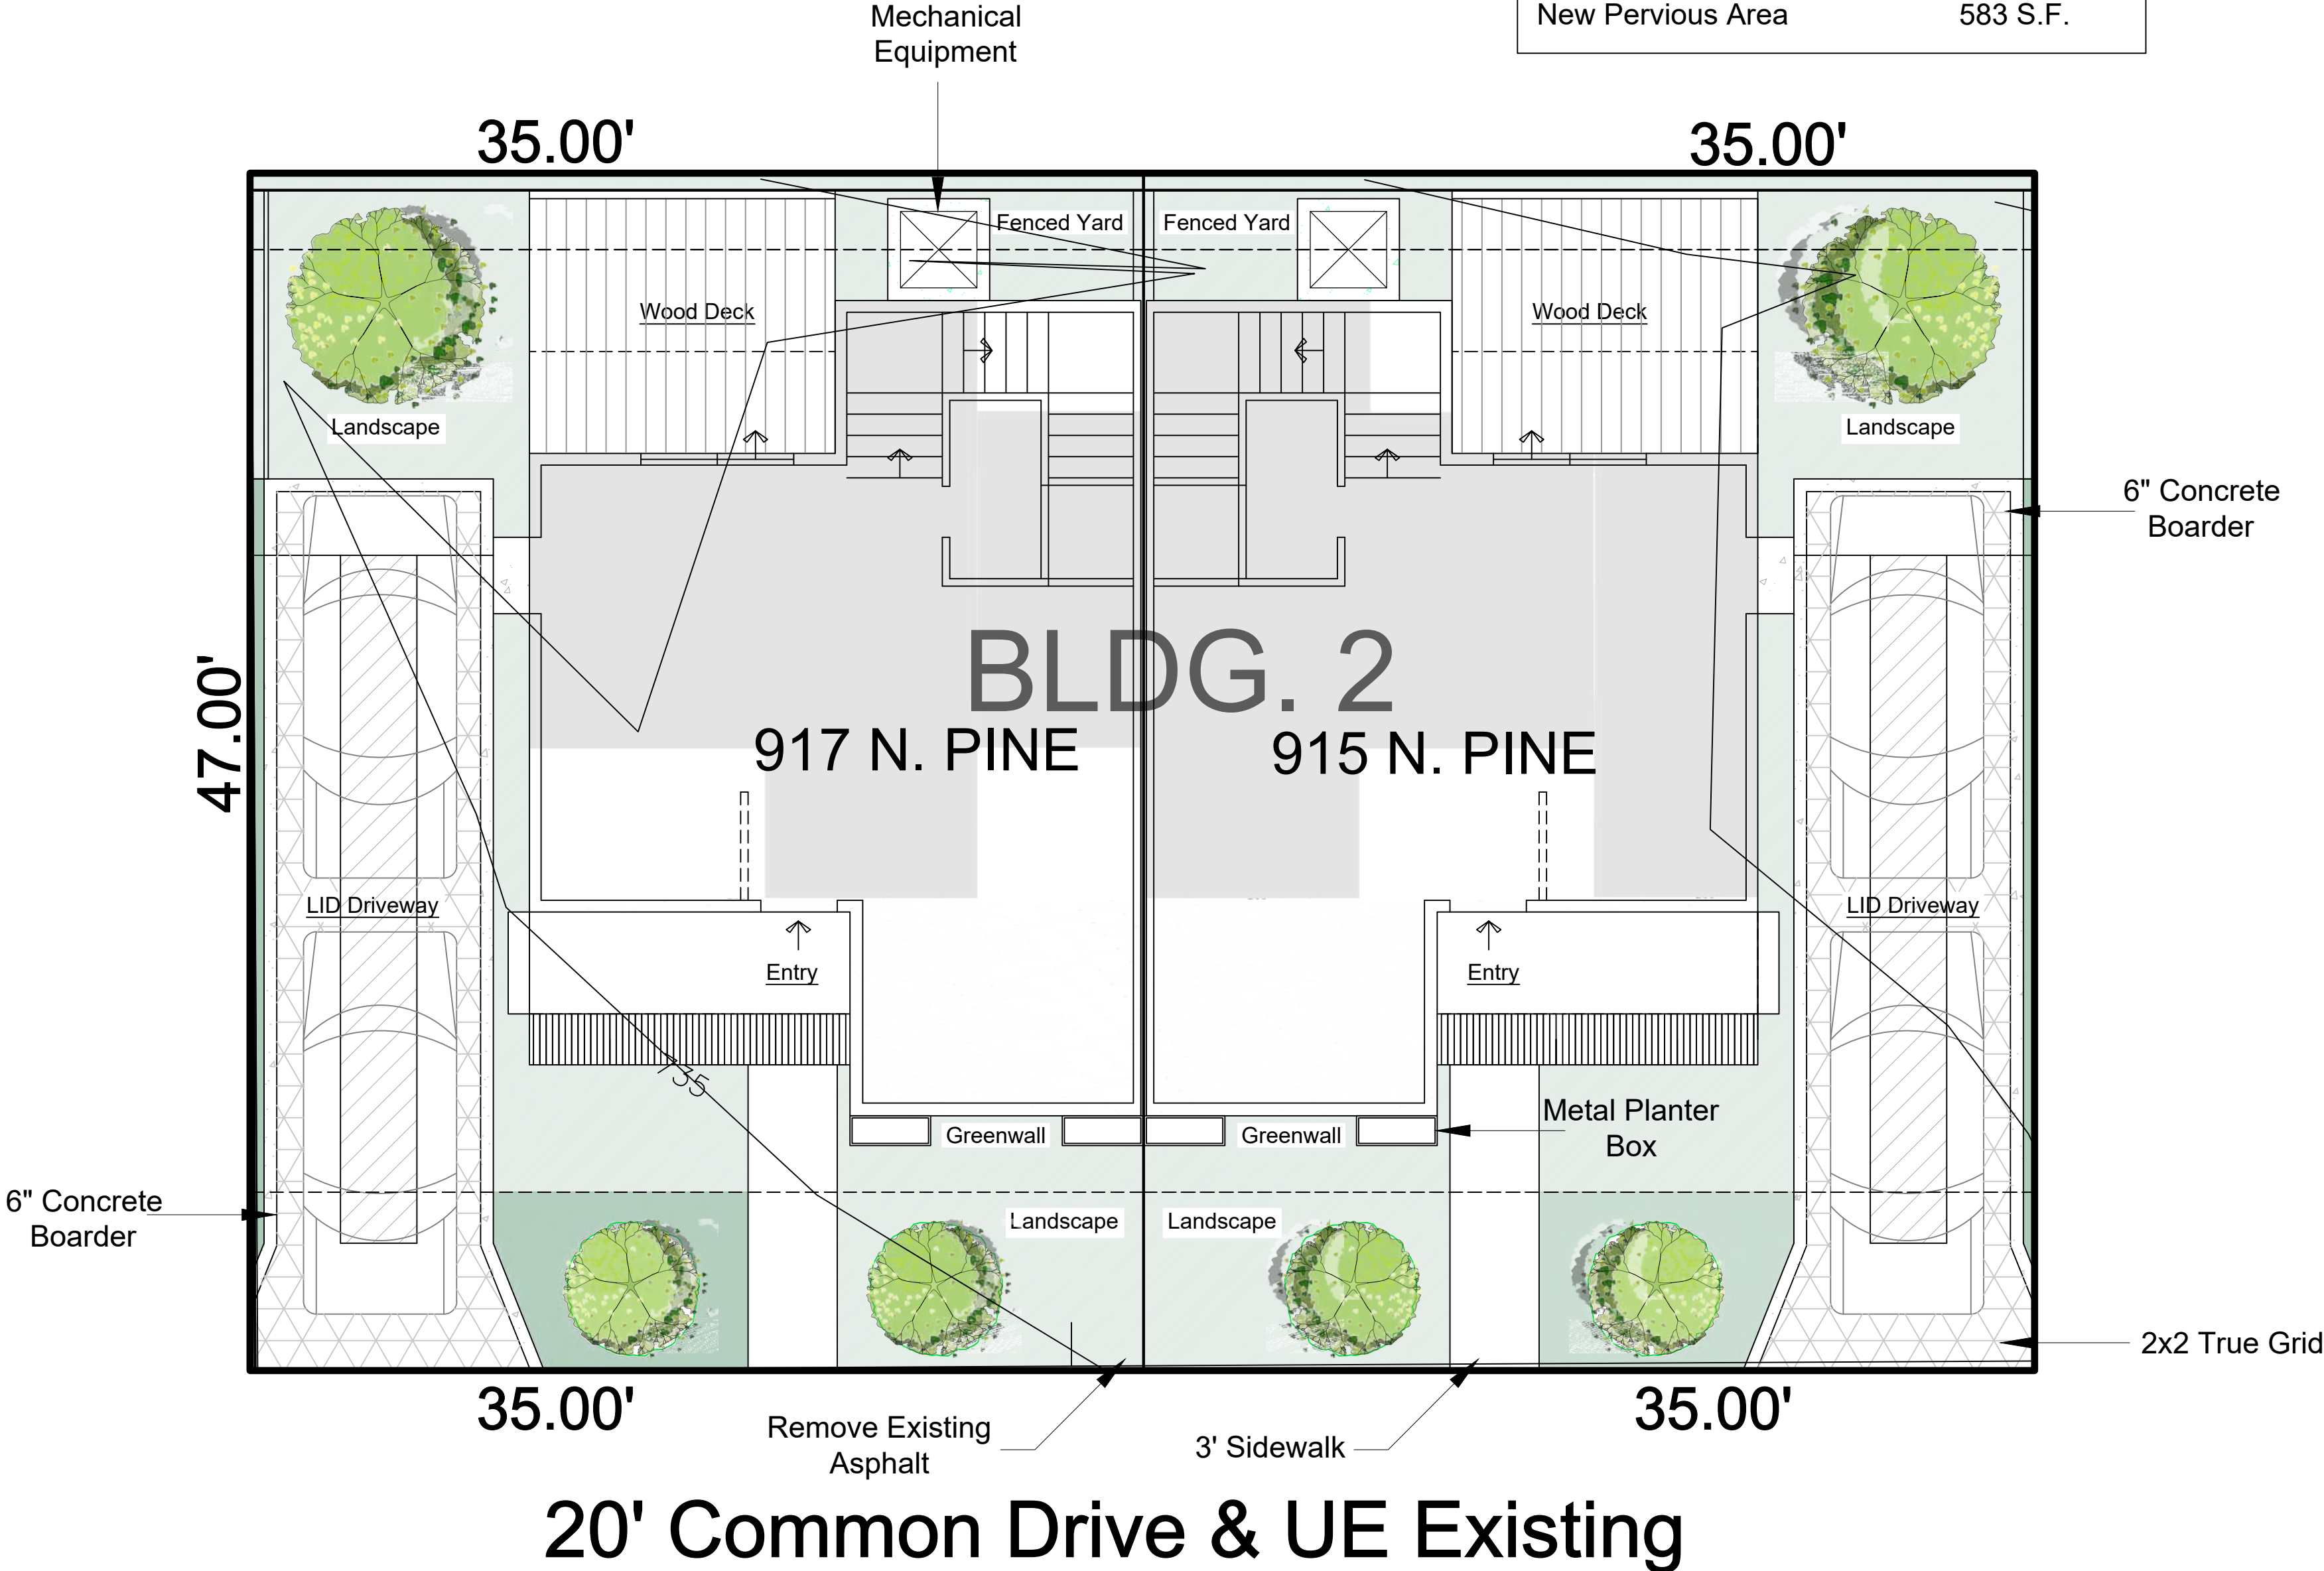 Mechanical
Equipment
New Pervious Area 583 S.F.
35.00'
35.00'
Fenced Yard
Fenced Yard
Wood Deck
Wood Deck
Landscape
Landscape
6" Concrete
Boarder
BLDG. 2
917 N. PINE
915 N. PINE
47.00'
LID Driveway
LID Driveway
Entry
Entry
735
Metal Planter
Box
Greenwall
Greenwall
6" Concrete
Boarder
Landscape
Landscape
2x2 True Grid
35.00'
35.00'
Remove Existing
Asphalt
3' Sidewalk
20' Common Drive & UE Existing